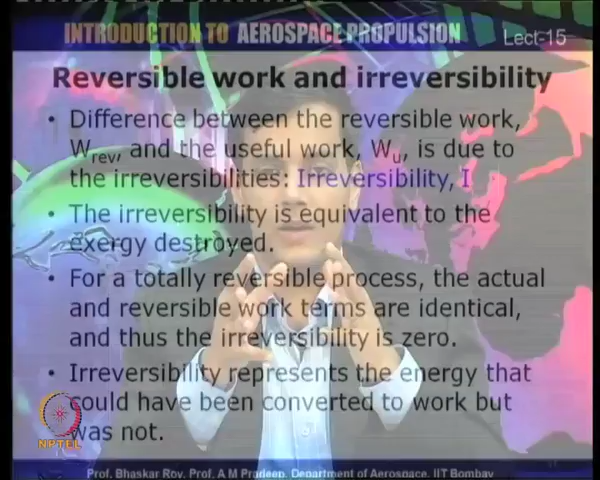 INTRODUCTION TO AEROSPACE PROPULSION
Lect-15
Reversible work and irreversibility
• Difference between the reversible work,
Wrev, and the useful work, Wu, is due to
the irreversibilities: Irreversibility, I
• The irreversibility is equivalent to the
exergy destroyed.
• For a totally reversible process, the actual
and reversible work terms are identical,
and thus the irreversibility is zero.
• Irreversibility represents the energy that
could have been converted to work but
was not.
NPTEL
Prof. Bhaskar Roy, Prof. A M Pradeep, Department of Aerospace, IIT Bombay